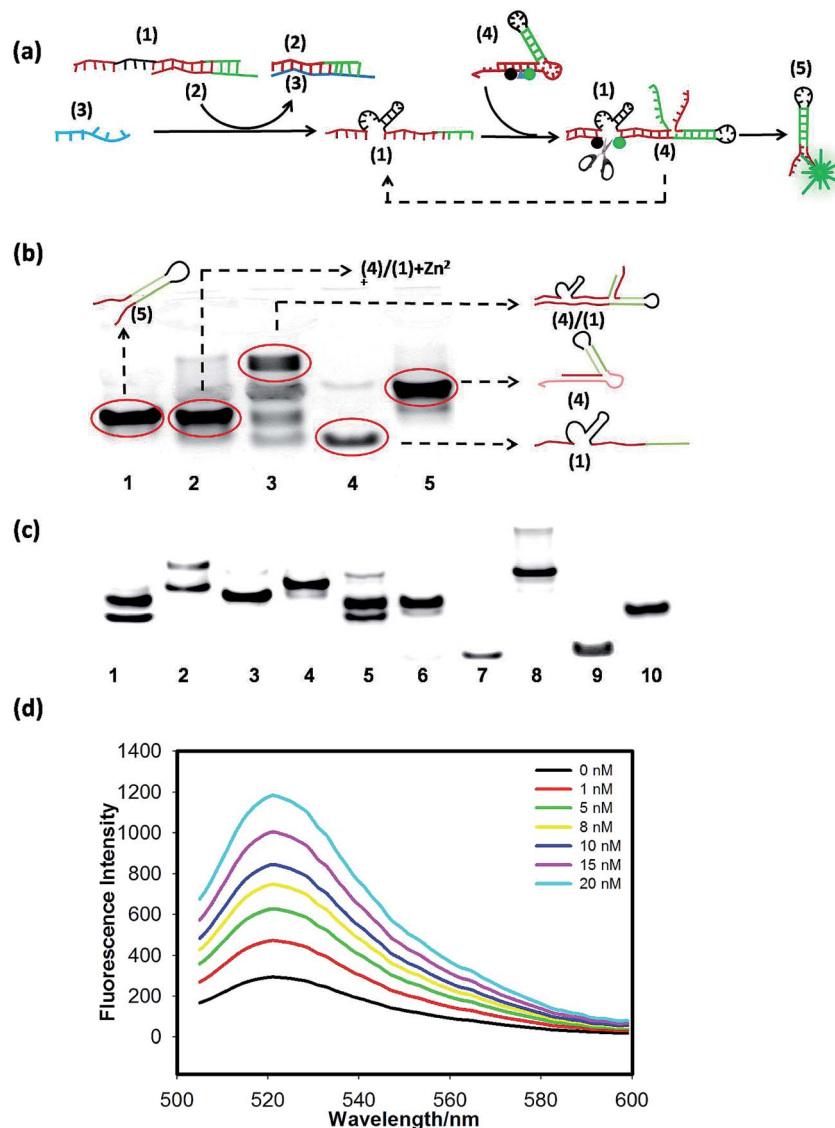 (a)
(1)
(2)
(4)
(5)
(3)
(1)
(3)
(2)
(1)
(4)
(b)
(4)/(1)+Zn2
+
(5)
(4)/(1)
(4)
(1)
1 2 3 4 5
(c)
1 2 3 4 5 6 7 8 9 10
(d)
1400
1200
1000
800
600
400
200
0
Fluorescence Intensity
0 nM
1 nM
5 nM
8 nM
10 nM
15 nM
20 nM
500 520 540 560 580 600
Wavelength/nm